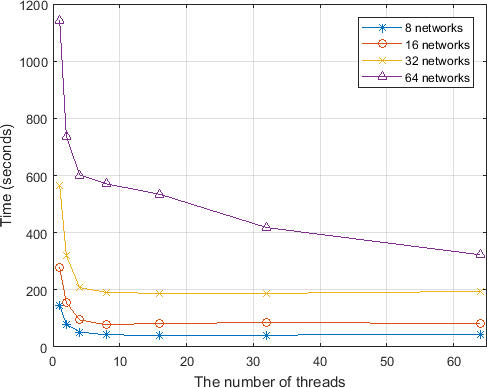 1200
1000
800
600
400
200
0
0
10
20
30
40
50
60
Time (seconds)
The number of threads
8 networks
16 networks
32 networks
64 networks